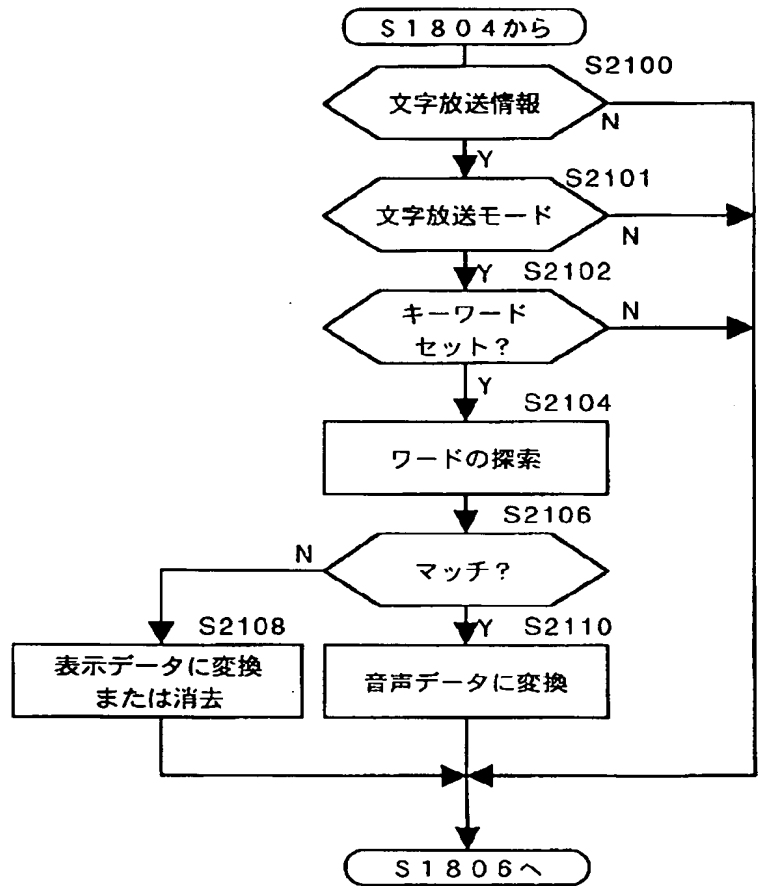 S1804から
S2100
文字放送情報
N
Y
S2101
文字放送モード
N
Y
S2102
キーワード
セット？
N
Y
S2104
ワードの探索
S2106
マッチ？
N
Y
S2108
表示データに変換
または消去
S2110
音声データに変換
S1806へ